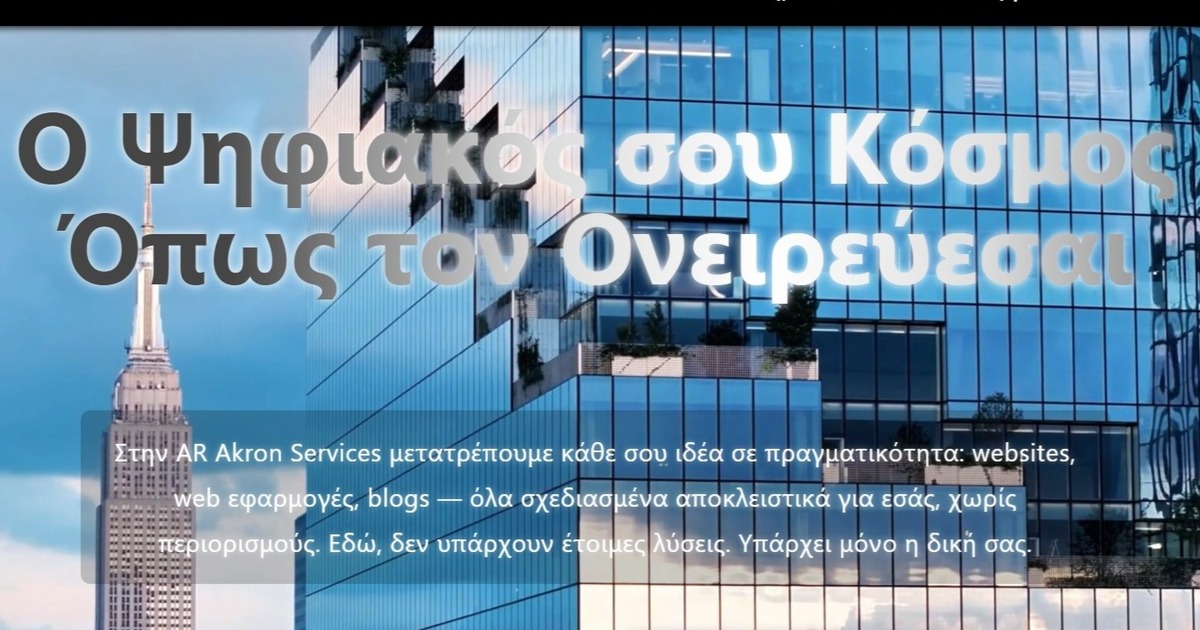 Ο Ψηφιακός σου Κόσμος
Όπως τον Ονειρεύεσαι
Στην AR Akron Services μετατρέπουμε κάθε σου ιδέα σε πραγματικότητα: websites,
web εφαρμογές, blogs — όλα σχεδιασμένα αποκλειστικά για εσάς, χωρίς
περιορισμούς. Εδώ, δεν υπάρχουν έτοιμες λύσεις. Υπάρχει μόνο η δική σας.